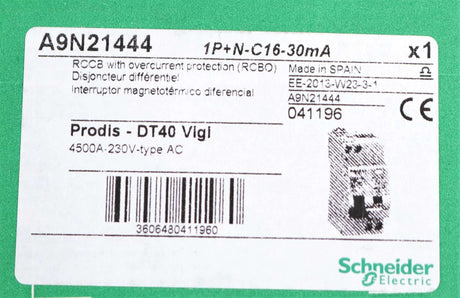 A9N21444 1P+N-C16-30mA x1
RCCB with overcurrent protection (RCBO) Made in SPAIN
Disjoncteur différentiel EE-2013-W23-3-1
Interruptor magnetotérmico diferencial A9N21444
041196 CE
Prodis - DT40 Vigi
4500A-230V-type AC
3606480411960
Schneider
Electric